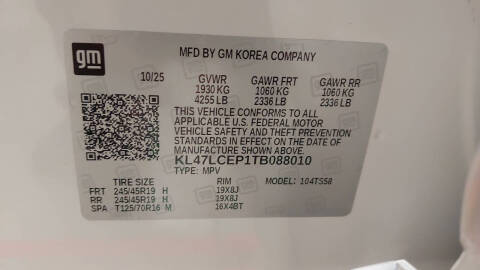 gm
MFD BY GM KOREA COMPANY
10/25 GVWR GAWR FRT GAWR RR
1930 KG 1060 KG 1060 KG
4255 LB 2336 LB 2336 LB
THIS VEHICLE CONFORMS TO ALL
APPLICABLE U.S. FEDERAL MOTOR
VEHICLE SAFETY AND THEFT PREVENTION
STANDARDS IN EFFECT ON THE DATE OF
MANUFACTURE SHOWN ABOVE.
KL47LCEP1TB088010
TYPE: MPV MODEL: 104TS58
TIRE SIZE RIM
FRT 245/45R19 H 19X8J
RR 245/45R19 H 19X8J
SPA T125/70R16 M 16X4BT